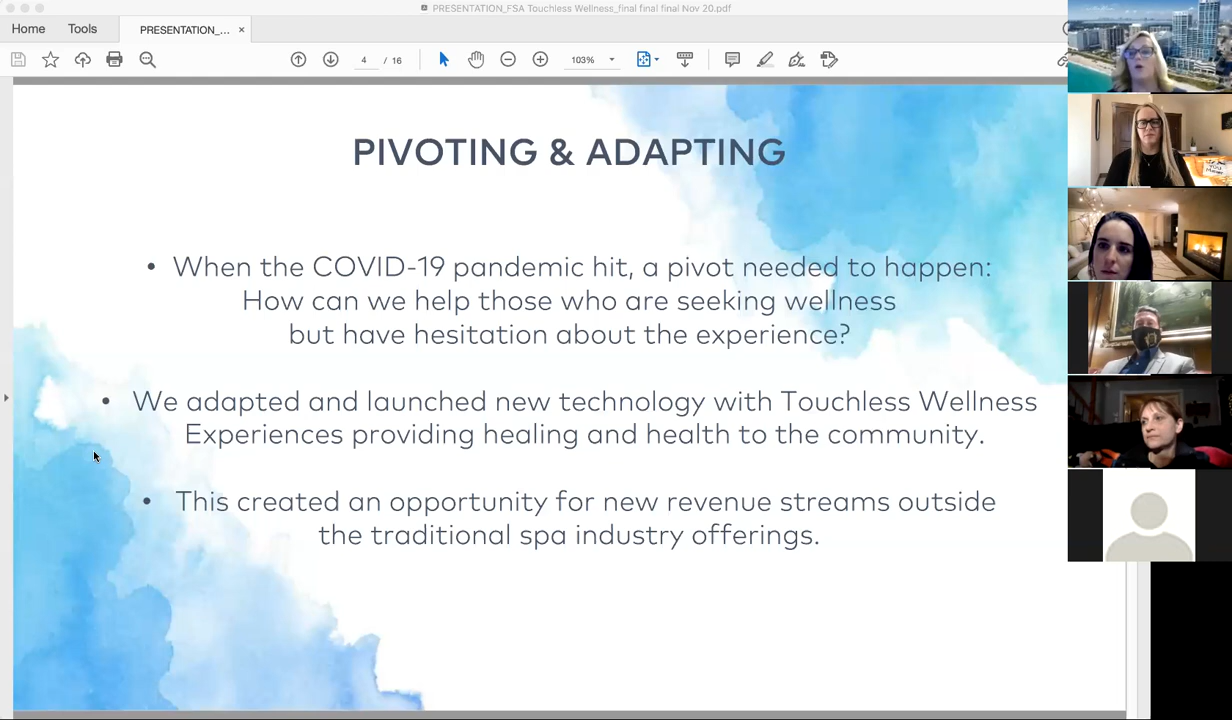 PRESENTATION_FSA Touchless Wellness_final final final Nov 20.pdf
Home Tools PRESENTATION_... ×
4 / 16 103%
PIVOTING & ADAPTING
• When the COVID-19 pandemic hit, a pivot needed to happen:
How can we help those who are seeking wellness
but have hesitation about the experience?
• We adapted and launched new technology with Touchless Wellness
Experiences providing healing and health to the community.
• This created an opportunity for new revenue streams outside
the traditional spa industry offerings.